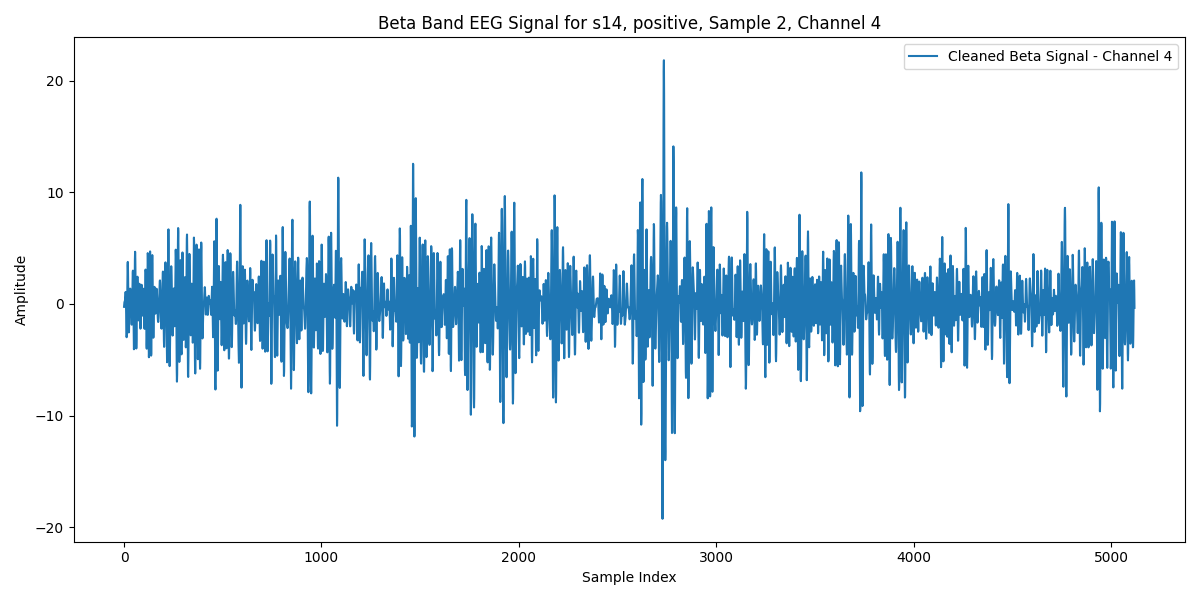 Beta Band EEG Signal for s14, positive, Sample 2, Channel 4
Cleaned Beta Signal - Channel 4
20
10
0
−10
−20
Amplitude
0 1000 2000 3000 4000 5000
Sample Index